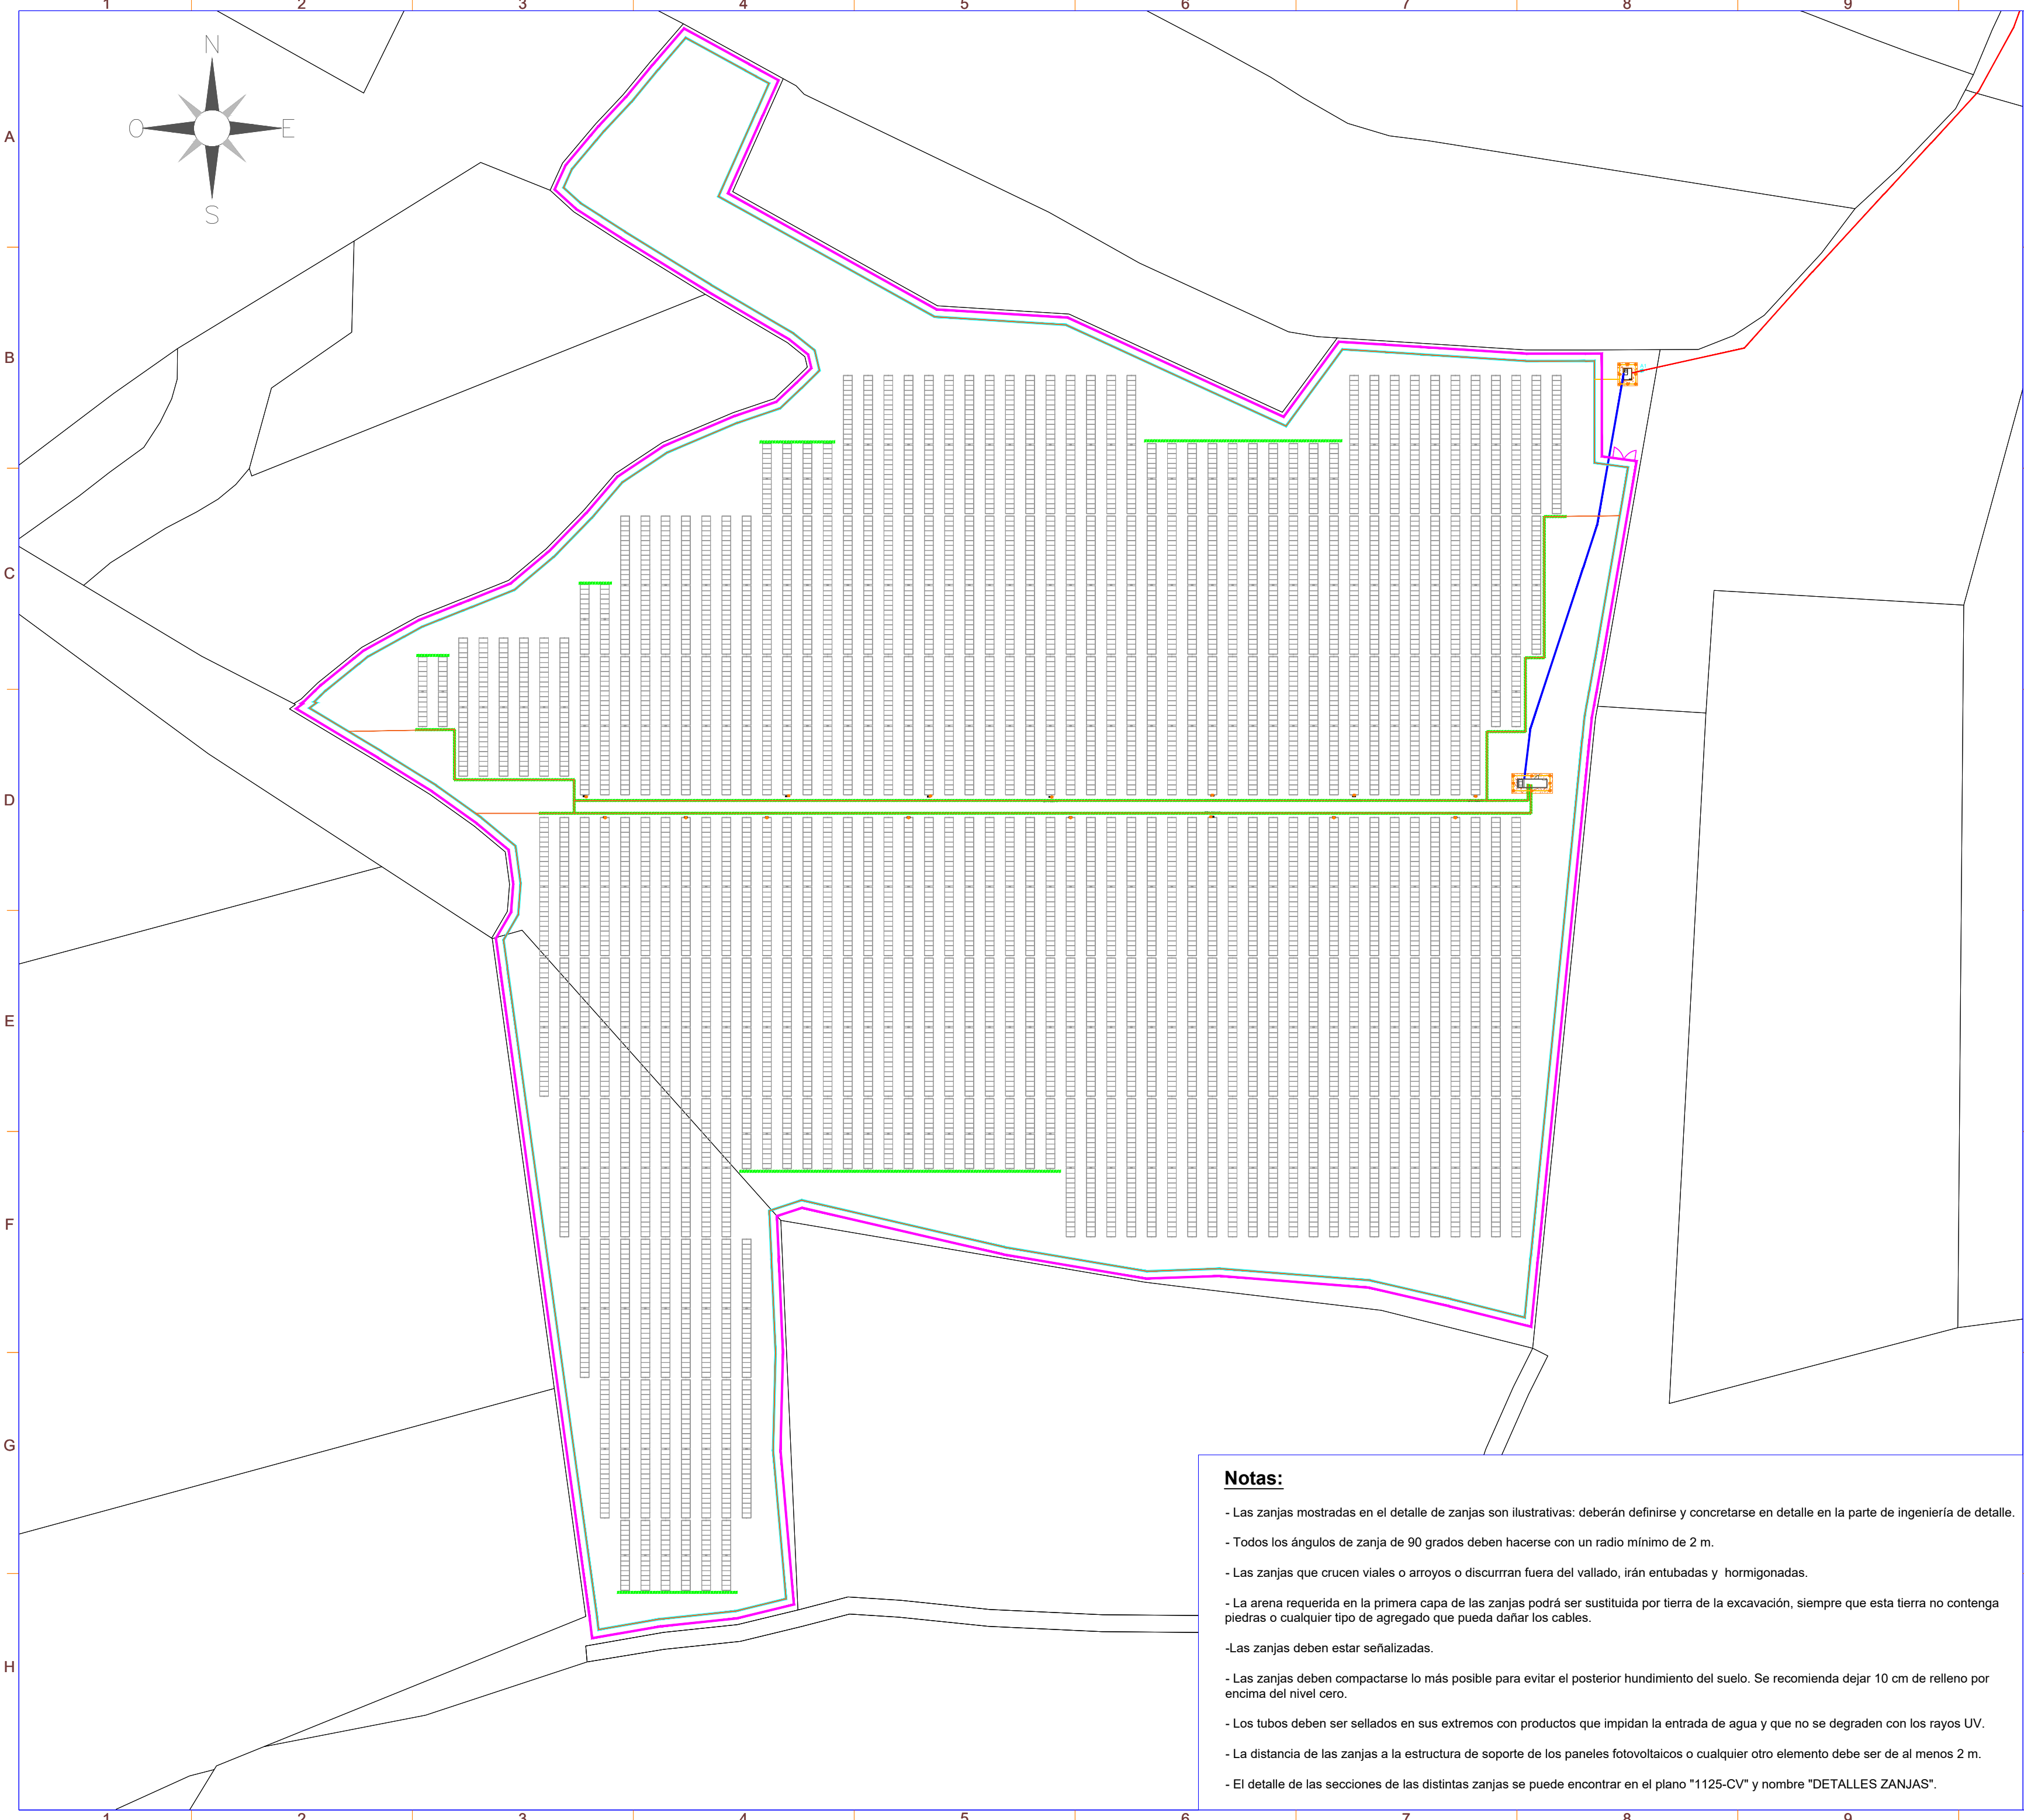 1 2 3 4 5 6 7 8 9
N
O E
S
A
B
C
D
E
F
G
H
Notas:
- Las zanjas mostradas en el detalle de zanjas son ilustrativas: deberán definirse y concretarse en detalle en la parte de ingeniería de detalle.
- Todos los ángulos de zanja de 90 grados deben hacerse con un radio mínimo de 2 m.
- Las zanjas que crucen viales o arroyos o discurrran fuera del vallado, irán entubadas y hormigonadas.
- La arena requerida en la primera capa de las zanjas podrá ser sustituida por tierra de la excavación, siempre que esta tierra no contenga
piedras o cualquier tipo de agregado que pueda dañar los cables.
-Las zanjas deben estar señalizadas.
- Las zanjas deben compactarse lo más posible para evitar el posterior hundimiento del suelo. Se recomienda dejar 10 cm de relleno por
encima del nivel cero.
- Los tubos deben ser sellados en sus extremos con productos que impidan la entrada de agua y que no se degraden con los rayos UV.
- La distancia de las zanjas a la estructura de soporte de los paneles fotovoltaicos o cualquier otro elemento debe ser de al menos 2 m.
- El detalle de las secciones de las distintas zanjas se puede encontrar en el plano "1125-CV" y nombre "DETALLES ZANJAS".
1 2 3 4 5 6 7 8 9